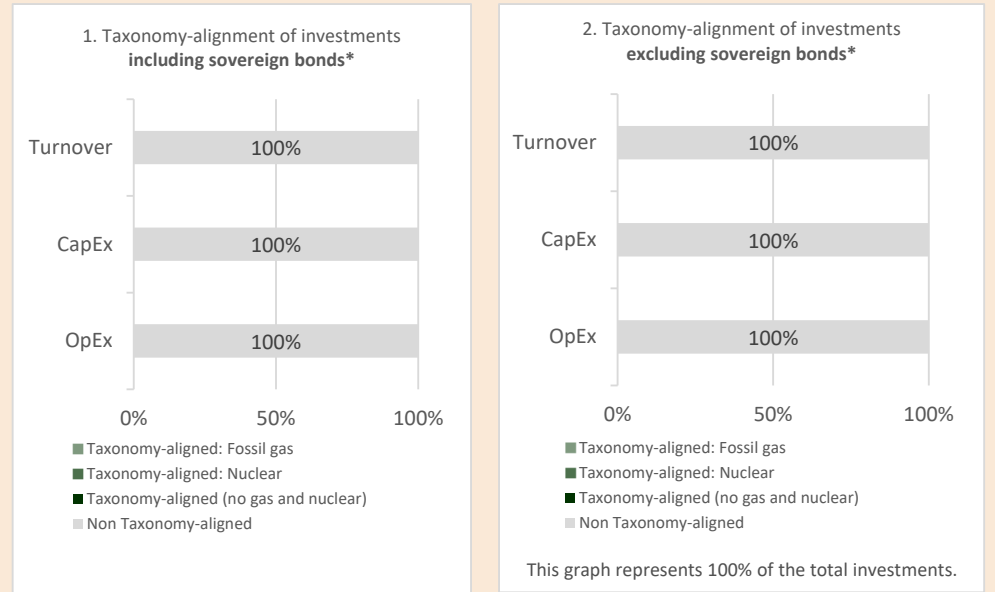 1. Taxonomy-alignment of investments
including sovereign bonds*
Turnover
100%
CapEx
100%
OpEx
100%
0% 50% 100%
Taxonomy-aligned: Fossil gas
Taxonomy-aligned: Nuclear
Taxonomy-aligned (no gas and nuclear)
Non Taxonomy-aligned
2. Taxonomy-alignment of investments
excluding sovereign bonds*
Turnover
100%
CapEx
100%
OpEx
100%
0% 50% 100%
Taxonomy-aligned: Fossil gas
Taxonomy-aligned: Nuclear
Taxonomy-aligned (no gas and nuclear)
Non Taxonomy-aligned
This graph represents 100% of the total investments.